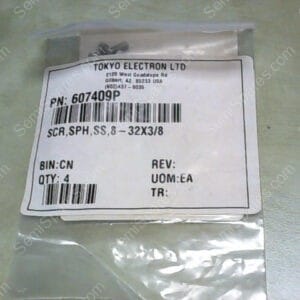 TOKYO ELECTRON LTD
2120 West Guadalupe Rd
Gilbert, AZ, 85233 USA
PN: 607409P
SCR,SPH,SS,8-32X3/8
BIN:CN
REV:
QTY: 4
UOM:EA
TR: